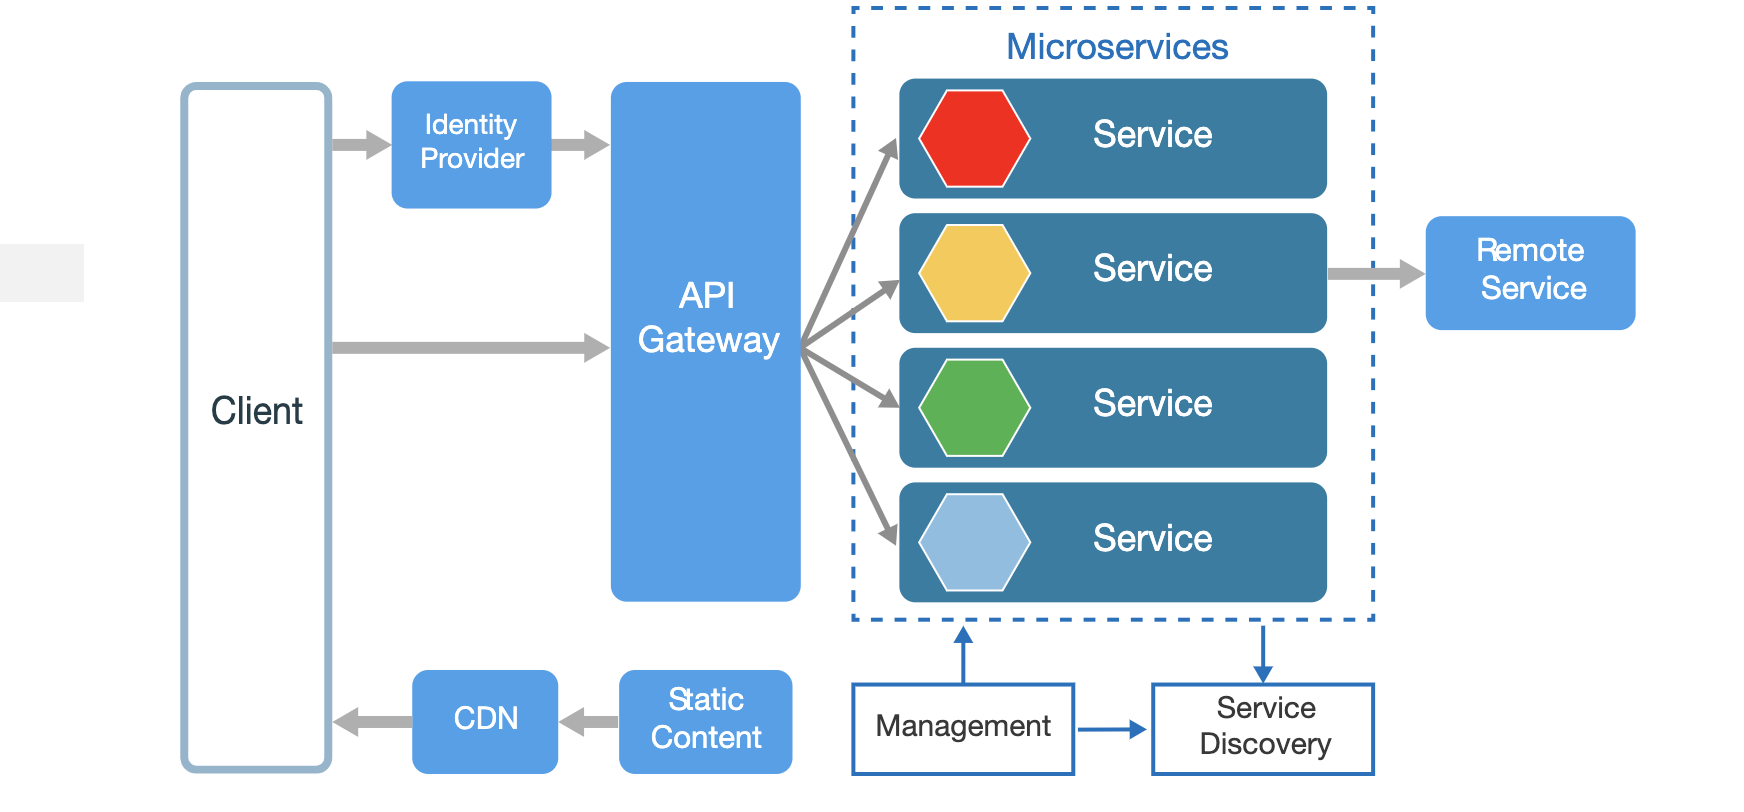 Microservices
Identity
Provider
Service
API
Gateway
Service
Remote
Service
Client
Service
Service
CDN
Static
Content
Management
Service
Discovery